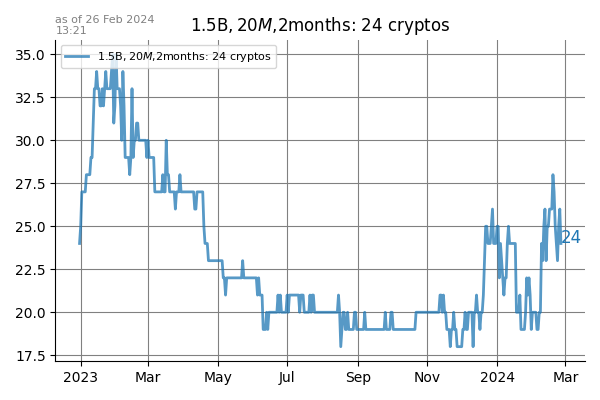 as of 26 Feb 2024
13:21
1.5B, 20M,2months: 24 cryptos
1.5B, 20M,2months: 24 cryptos
35.0
32.5
30.0
27.5
25.0
22.5
20.0
17.5
24
2023 Mar May Jul Sep Nov 2024 Mar